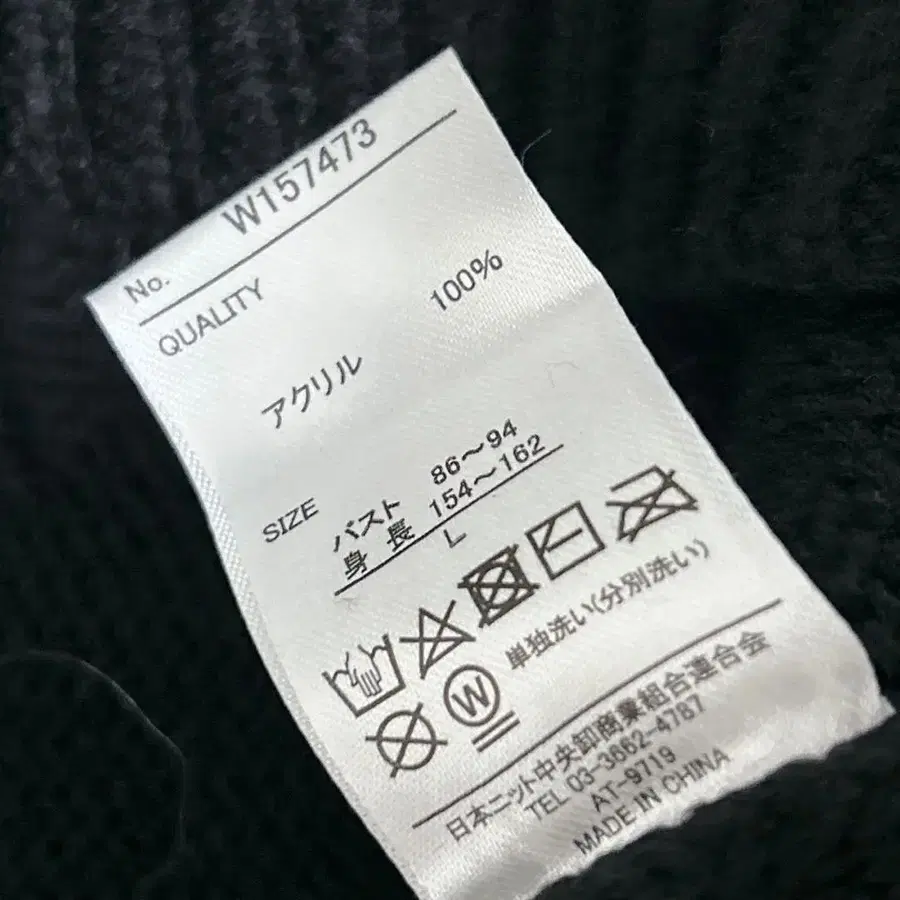 No. W157473
QUALITY
アクリル 100%
SIZE バスト 86～94
身長 154～162
L
W
単独洗い(分別洗い)
日本ニット中央卸商業組合連合会
TEL 03-3662-4787
AT-9719
MADE IN CHINA